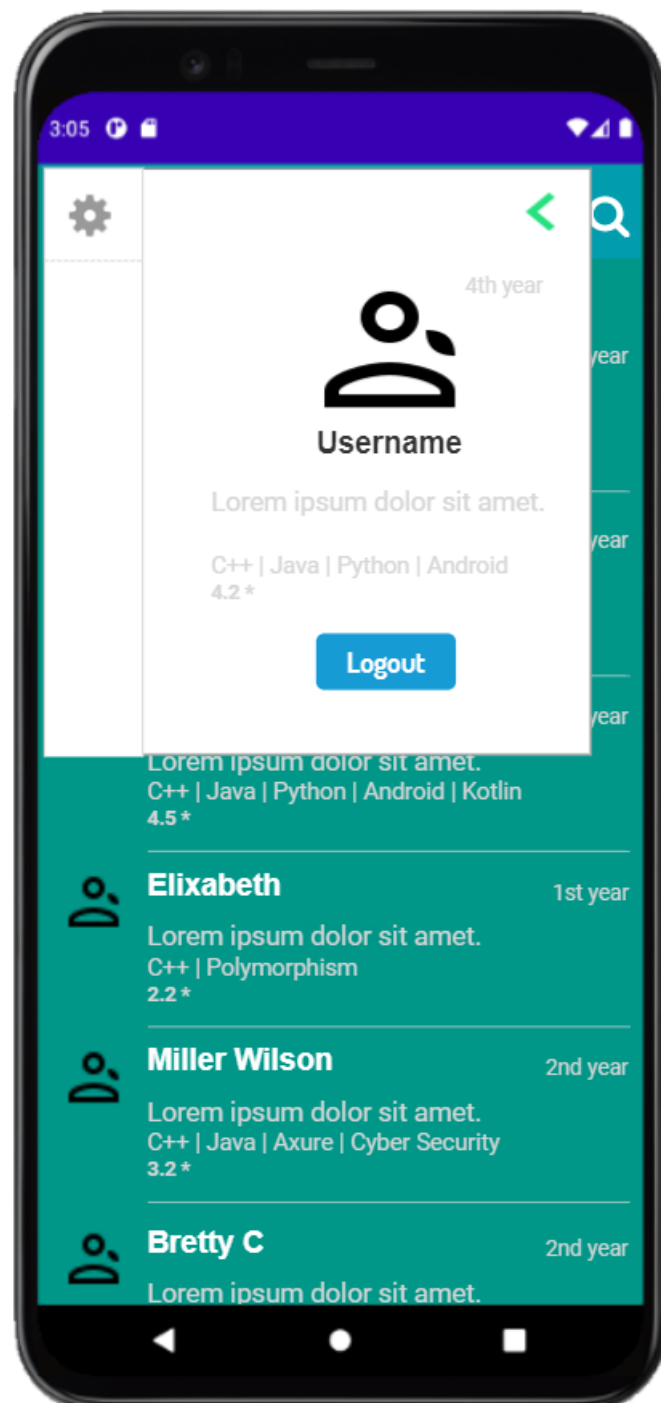 3:05
4th year
year
Username
Lorem ipsum dolor sit amet.
year
C++ | Java | Python | Android
4.2 *
Logout
year
Lorem ipsum dolor sit amet.
C++ | Java | Python | Android | Kotlin
4.5 *
Elixabeth
1st year
Lorem ipsum dolor sit amet.
C++ | Polymorphism
2.2 *
Miller Wilson
2nd year
Lorem ipsum dolor sit amet.
C++ | Java | Axure | Cyber Security
3.2 *
Bretty C
2nd year
Lorem ipsum dolor sit amet.